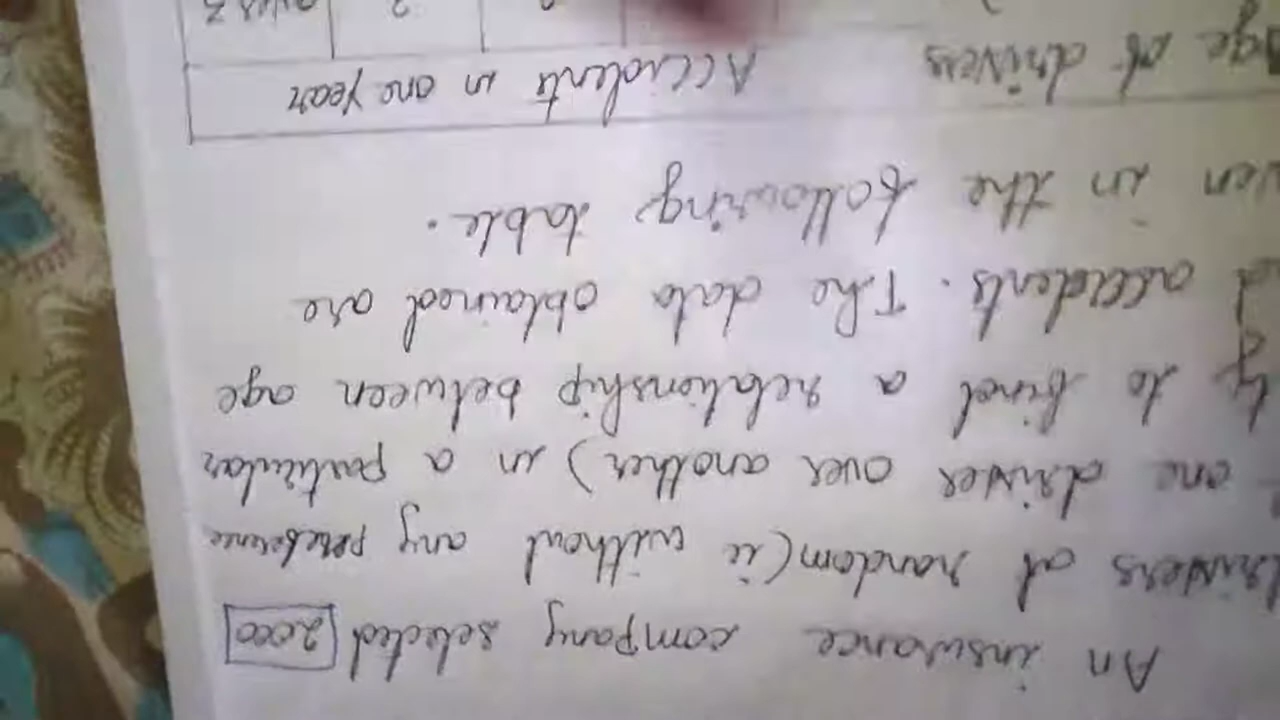 An insurance company selected 2000
drivers at random (ie without any preference
one driver over another) in a particular
to find a relationship between age
accidents. The data obtained are
in the following table.
Age of drivers Accidents in one year
over 3